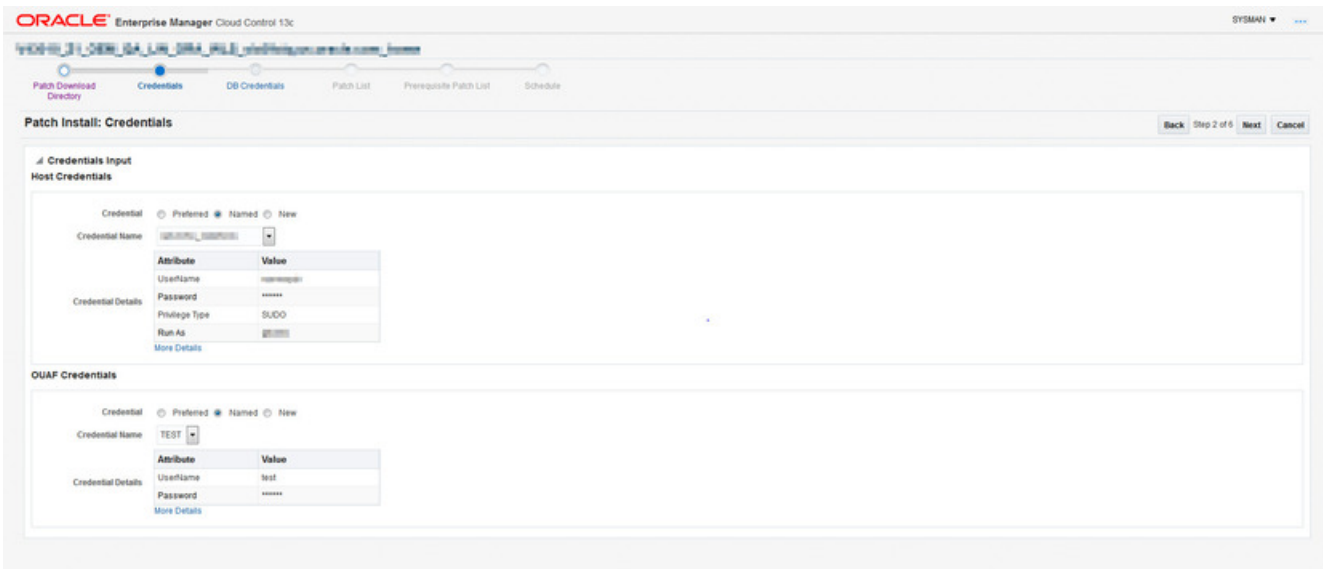 ORACLE Enterprise Manager Cloud Control 13c
SYSMAN
Patch Download Directory
Credentials
DB Credentials
Patch List
Prerequisite Patch List
Schedule
Patch Install: Credentials
Back Step 2 of 6 Next Cancel
Credentials Input
Host Credentials
Credential Preferred Named New
Credential Name
Attribute Value
UserName
Credential Details
Password ******
Privilege Type SUDO
Run As
More Details
OUAF Credentials
Credential Preferred Named New
Credential Name TEST
Attribute Value
UserName test
Credential Details
Password ******
More Details